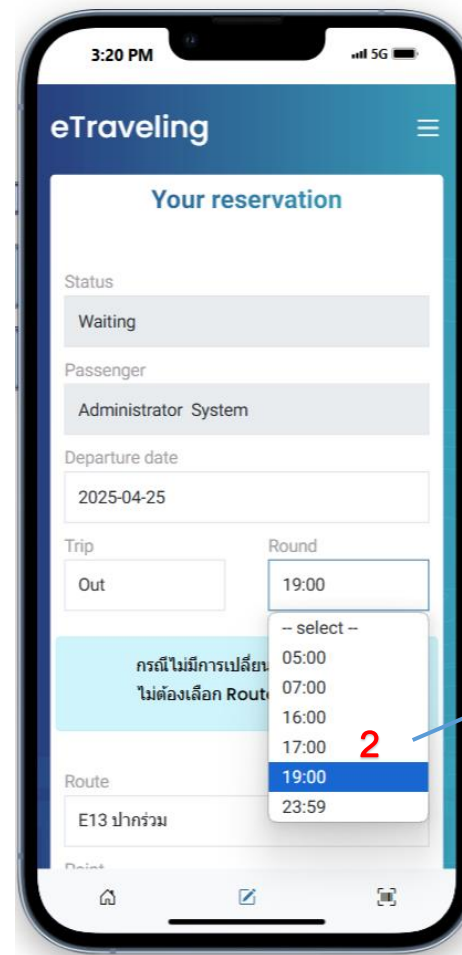 3:20 PM 5G
eTraveling
Your reservation
Status
Waiting
Passenger
Administrator System
Departure date
2025-04-25
Trip Round
Out 19:00
-- select --
05:00
07:00
16:00
17:00
19:00
23:59
2
กรณีไม่มีการเปลี่ยน
ไม่ต้องเลือก Rout
Route
E13 ปากร่วม